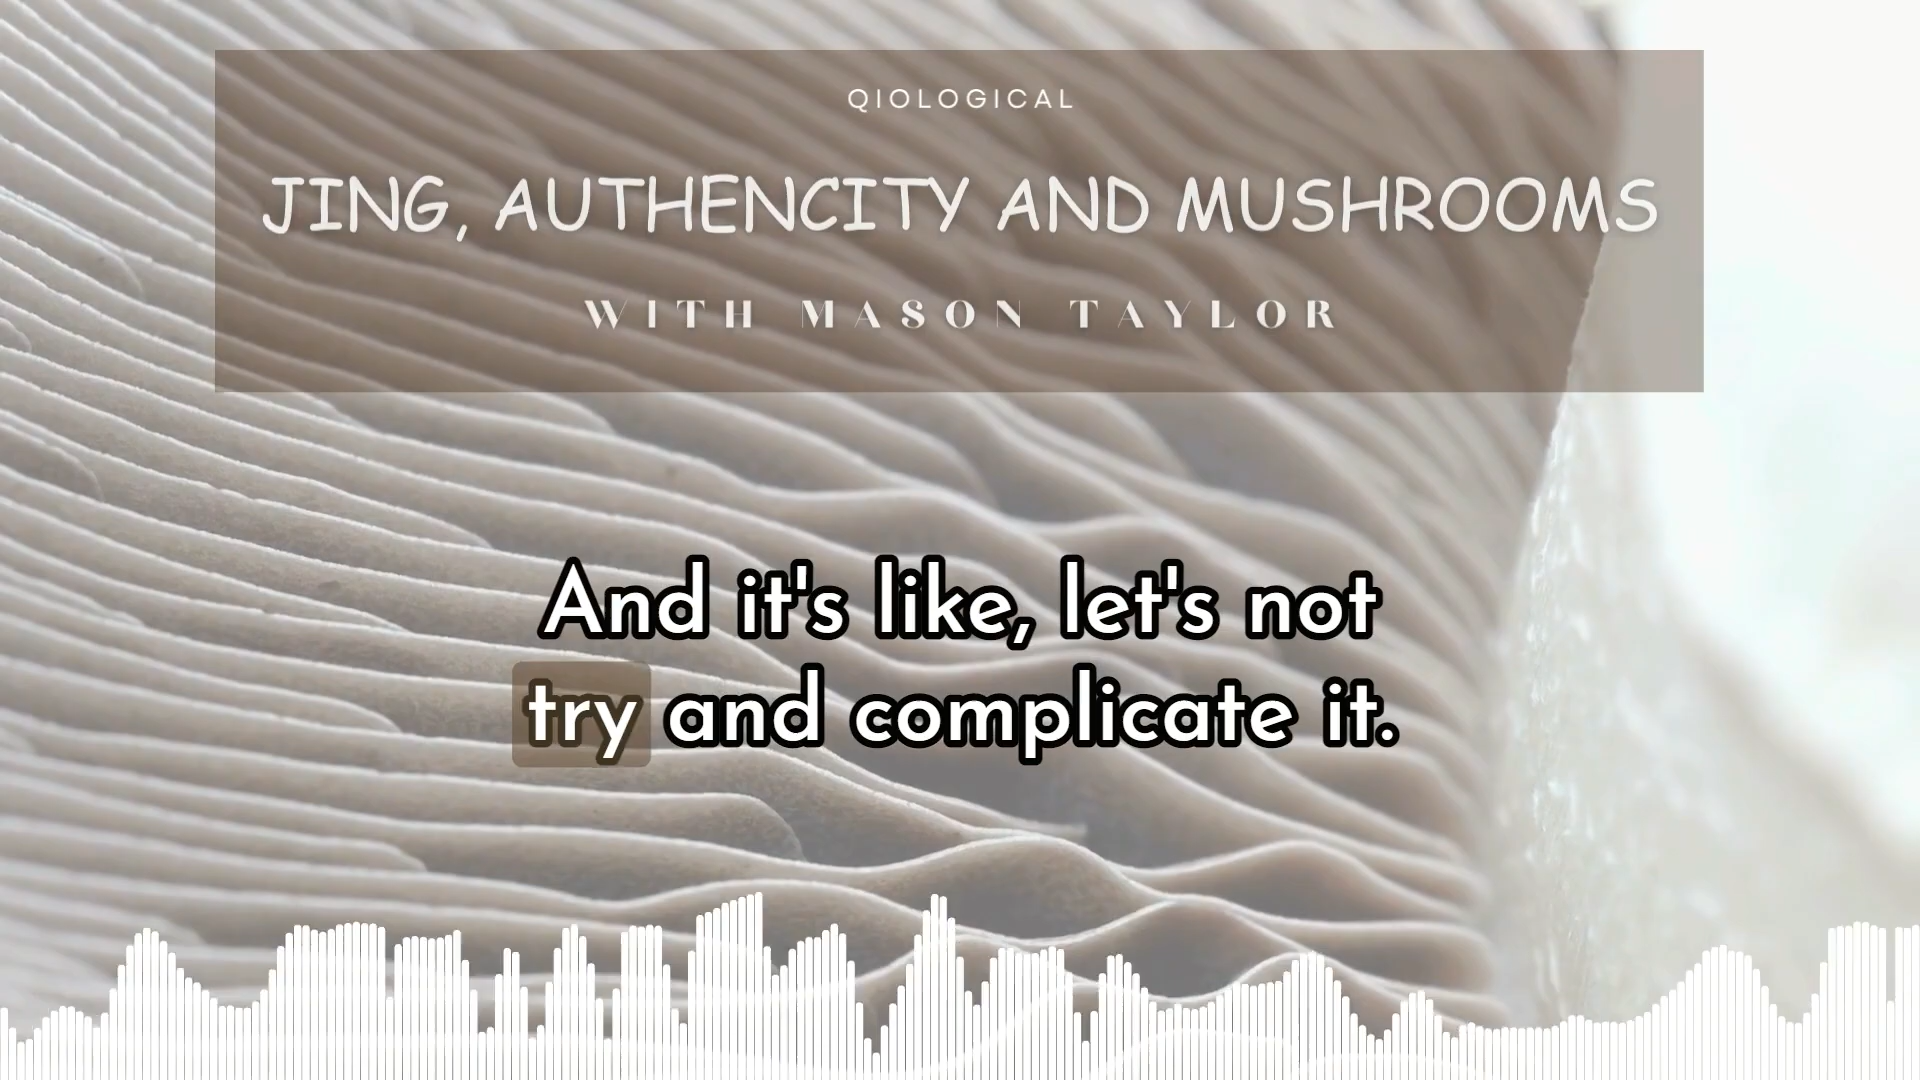 QIOLOGICAL
JING, AUTHENCITY AND MUSHROOMS
WITH MASON TAYLOR
And it's like, let's not
try and complicate it.